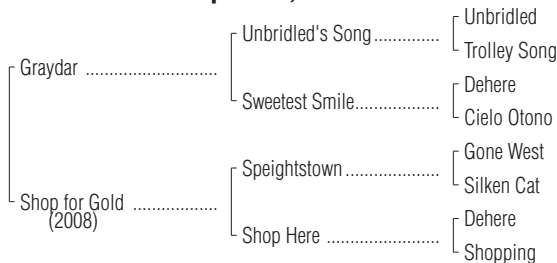 Unbridled
Unbridled's Song...............
Trolley Song
Graydar ..............................
Dehere
Sweetest Smile...................
Cielo Otono
Gone West
Speightstown .....................
Silken Cat
Shop for Gold ...................
(2008)
Dehere
Shop Here .........................
Shopping